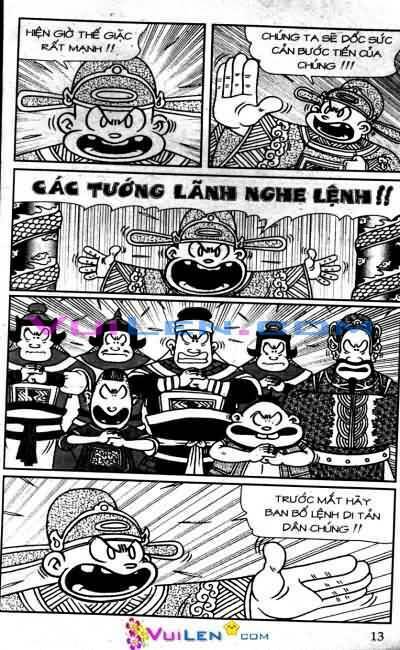 HIỆN GIỜ THẾ GIẶC
RẤT MẠNH !!
CHÚNG TA SẼ DỐC SỨC
CẢN BƯỚC TIẾN CỦA
CHÚNG !!!
CÁC TƯỚNG LÃNH NGHE LỆNH !!
VuiLen.com
TRƯỚC MẮT HÃY
BAN BỐ LỆNH DI TẢN
DÂN CHÚNG !!
13
VuiLen.com